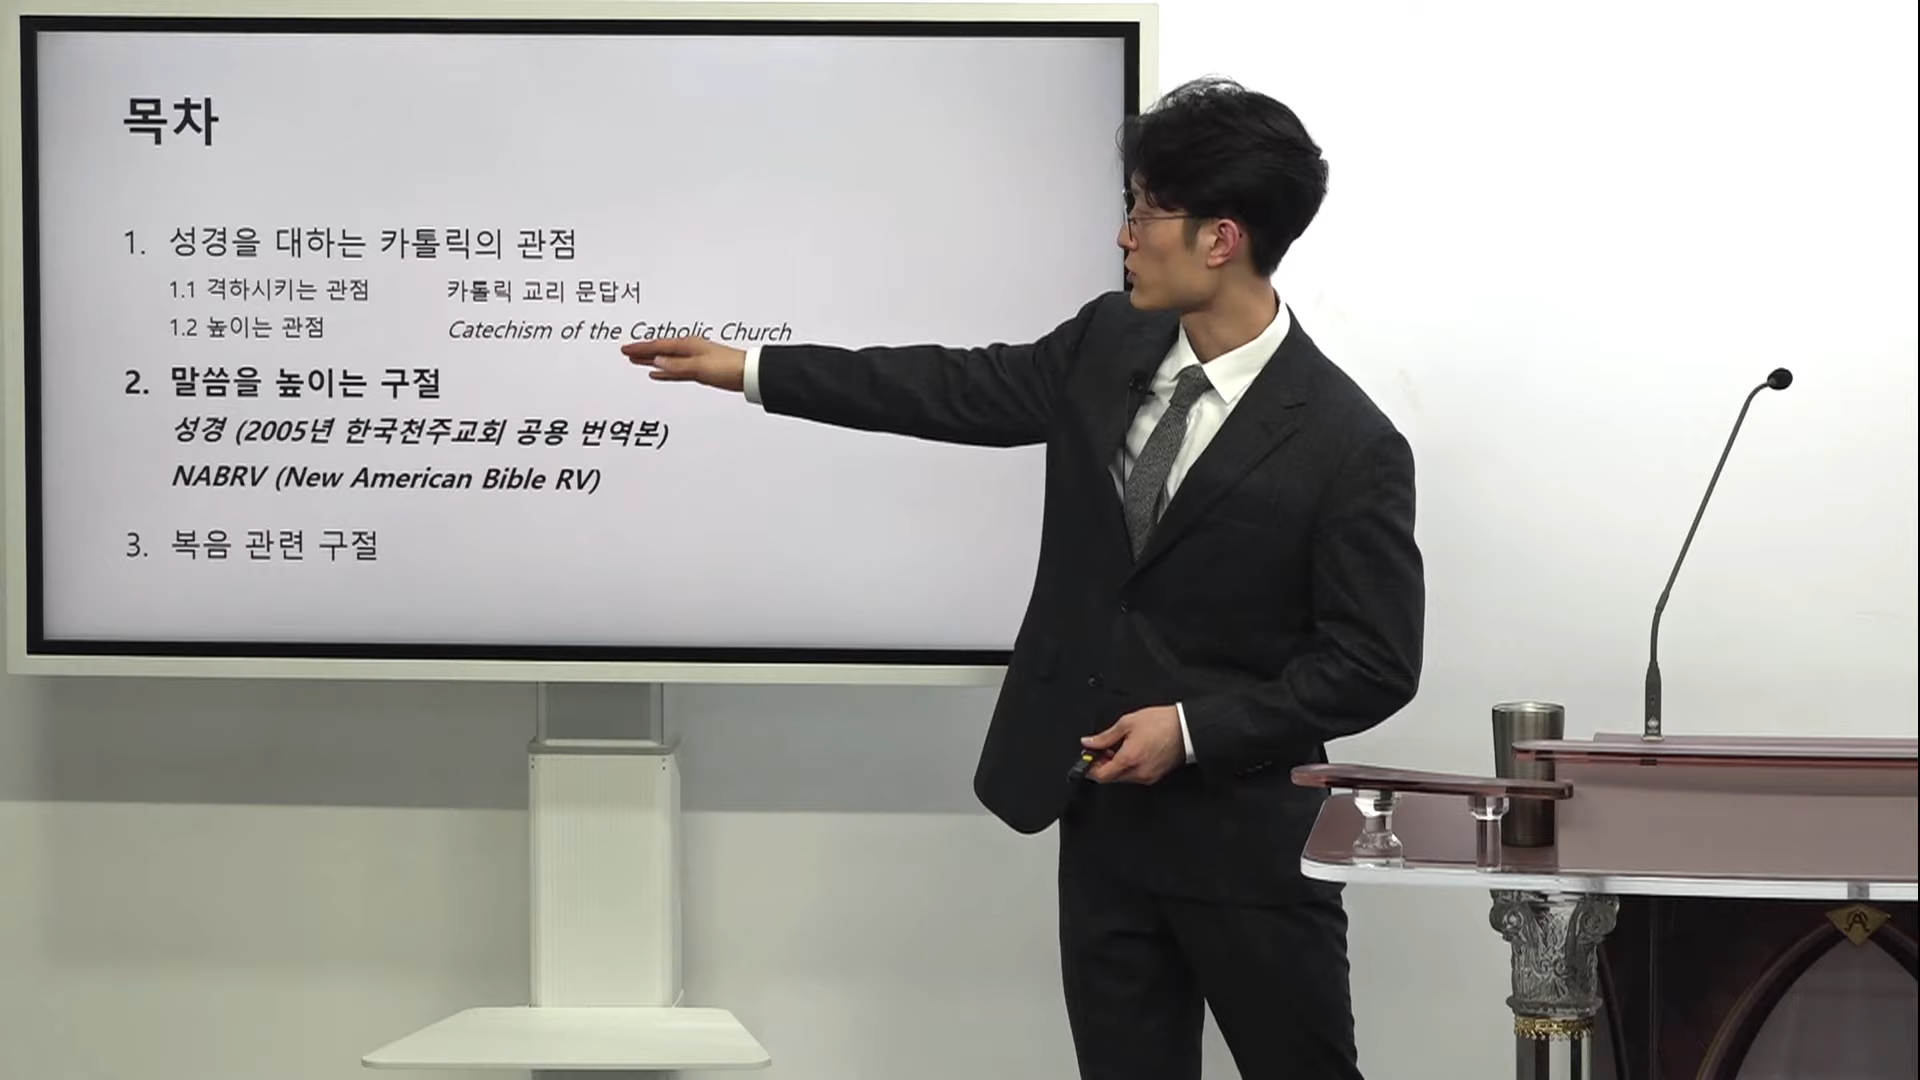 목차
1. 성경을 대하는 카톨릭의 관점
1.1 격하시키는 관점 카톨릭 교리 문답서
1.2 높이는 관점 Catechism of the Catholic Church
2. 말씀을 높이는 구절
성경 (2005년 한국천주교회 공용 번역본)
NABRV (New American Bible RV)
3. 복음 관련 구절